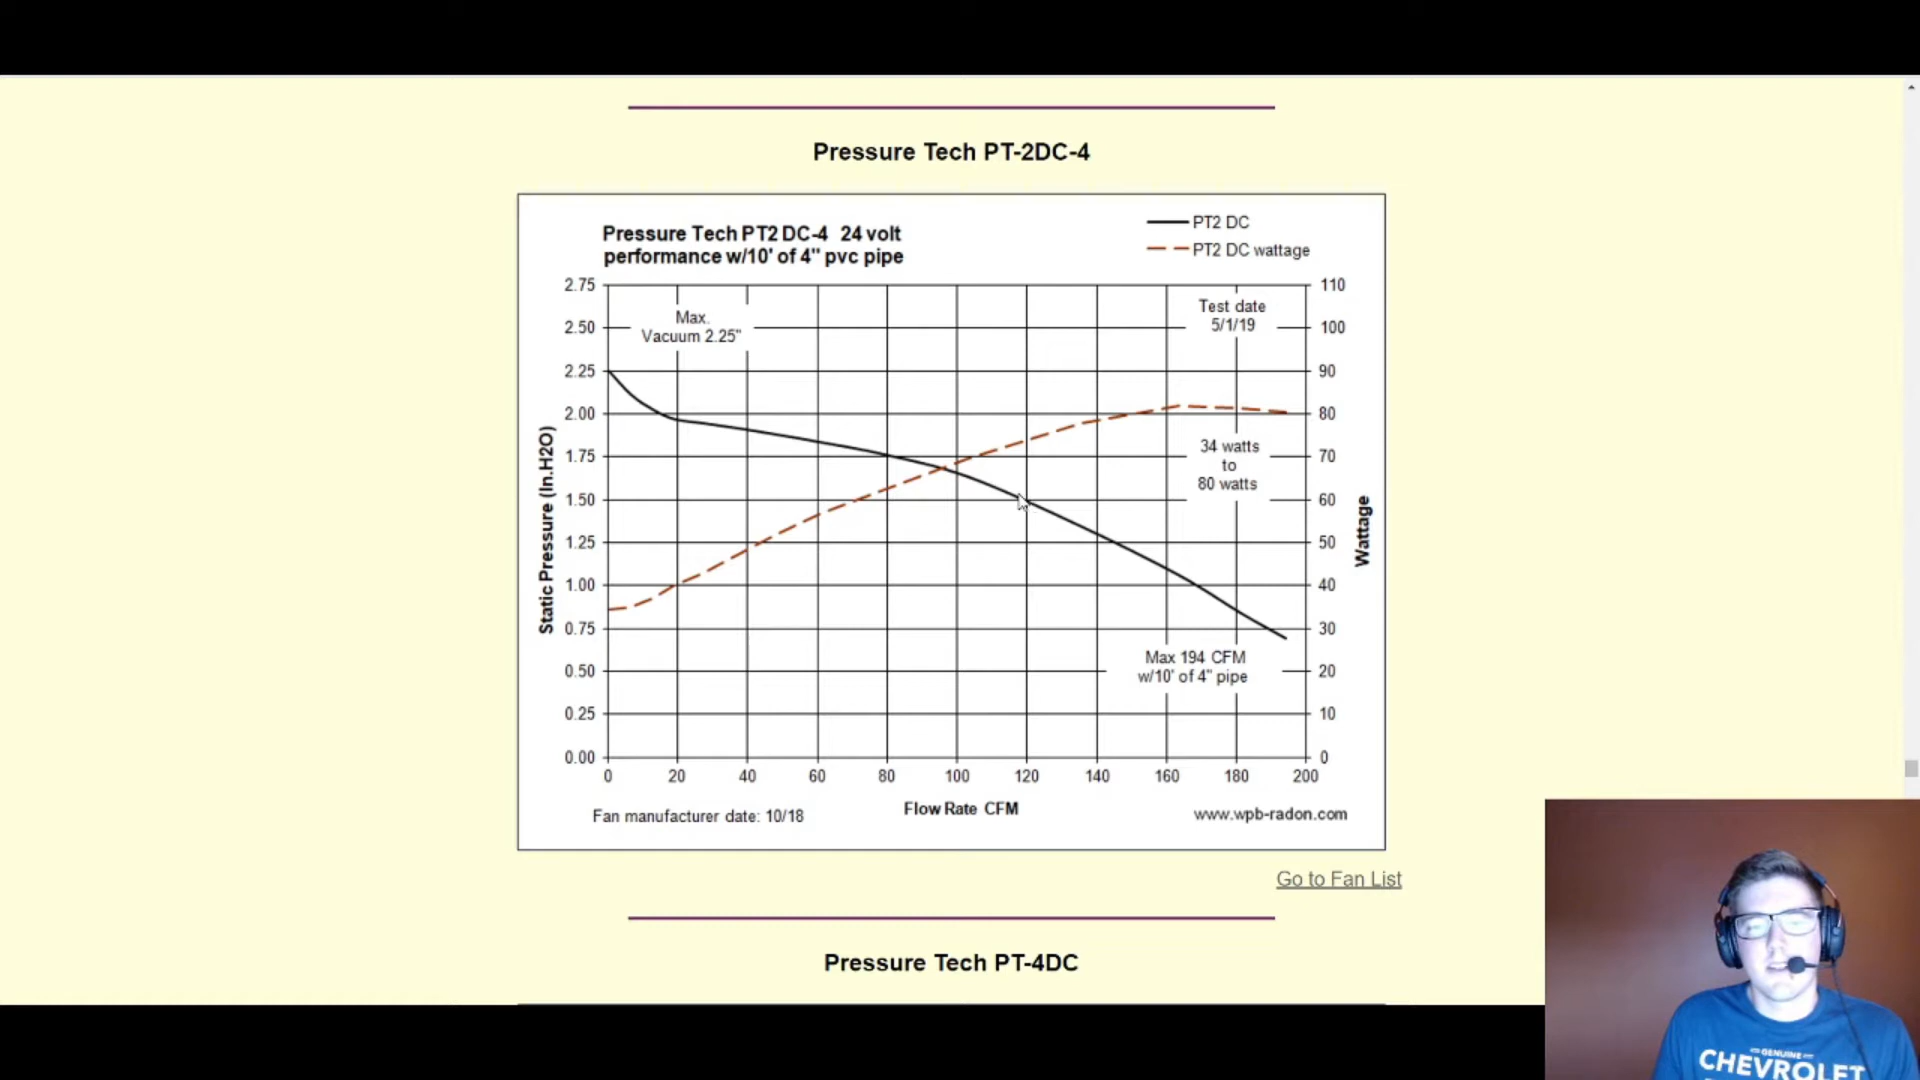 Pressure Tech PT-2DC-4
PT2 DC
PT2 DC wattage
Pressure Tech PT2 DC-4 24 volt
performance w/10' of 4" pvc pipe
2.75
2.50
2.25
2.00
1.75
1.50
1.25
1.00
0.75
0.50
0.25
0.00
Static Pressure (In.H2O)
Max.
Vacuum 2.25"
Test date
5/1/19
34 watts
to
80 watts
Max 194 CFM
w/10' of 4" pipe
110
100
90
80
70
60
50
40
30
20
10
0
Wattage
0 20 40 60 80 100 120 140 160 180 200
Flow Rate CFM
Fan manufacturer date: 10/18
www.wpb-radon.com
Go to Fan List
Pressure Tech PT-4DC
GENUINE
CHEVROLET